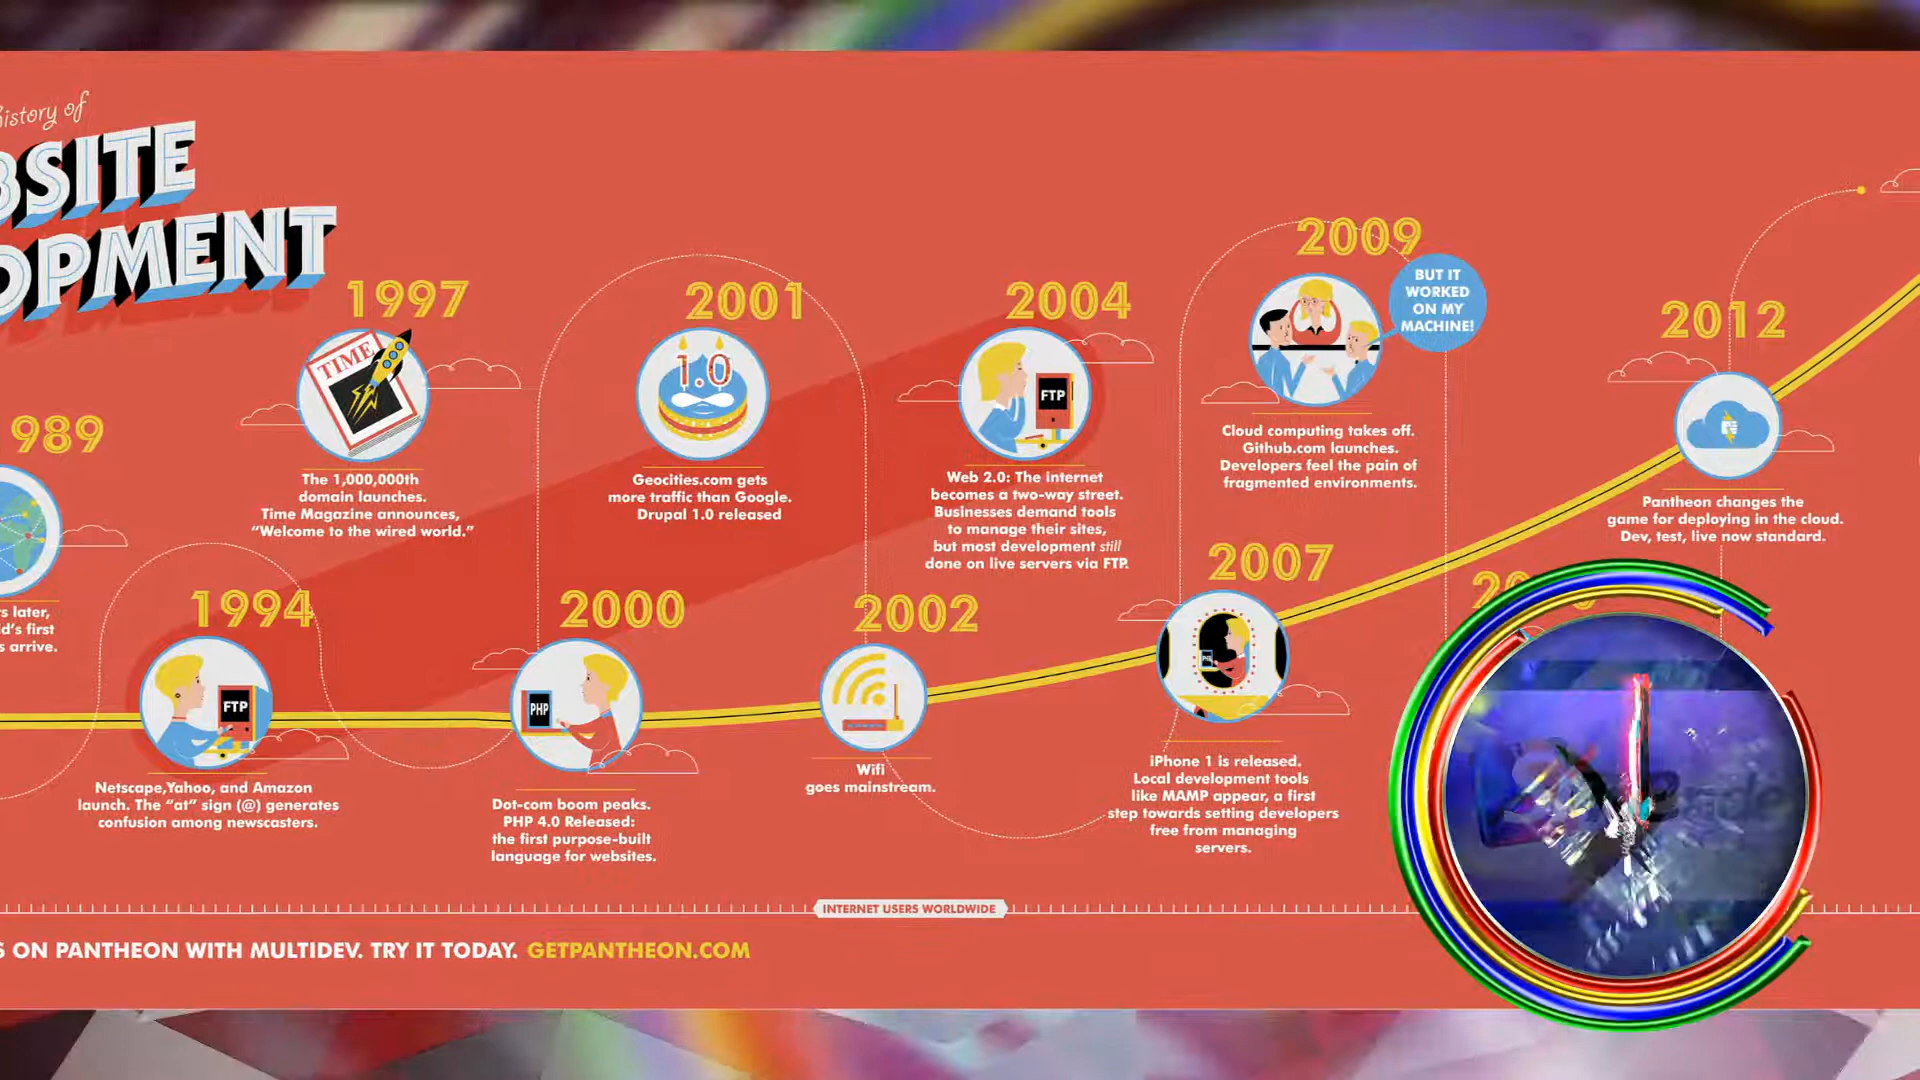 history of
BSITE
OPMENT
1997
TIME
The 1,000,000th
domain launches.
Time Magazine announces,
“Welcome to the wired world.”
2001
1.0
Geocities.com gets
more traffic than Google.
Drupal 1.0 released
2004
FTP
Web 2.0: The internet
becomes a two-way street.
Businesses demand tools
to manage their sites,
but most development still
done on live servers via FTP.
2009
BUT IT
WORKED
ON MY
MACHINE!
Cloud computing takes off.
Github.com launches.
Developers feel the pain of
fragmented environments.
2012
Pantheon changes the
game for deploying in the cloud.
Dev, test, live now standard.
989
s later,
d’s first
s arrive.
1994
FTP
Netscape,Yahoo, and Amazon
launch. The “at” sign (@) generates
confusion among newscasters.
2000
PHP
Dot-com boom peaks.
PHP 4.0 Released:
the first purpose-built
language for websites.
2002
Wifi
goes mainstream.
2007
iPhone 1 is released.
Local development tools
like MAMP appear, a first
step towards setting developers
free from managing
servers.
INTERNET USERS WORLDWIDE
S ON PANTHEON WITH MULTIDEV. TRY IT TODAY. GETPANTHEON.COM